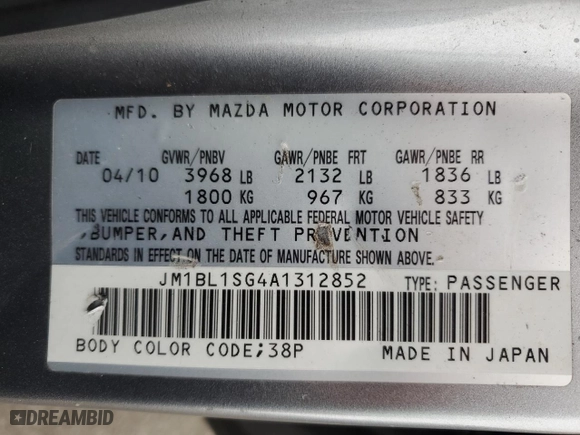 MFD. BY MAZDA MOTOR CORPORATION
DATE GVWR/PNBV GAWR/PNBE FRT GAWR/PNBE RR
04/10 3968 LB 2132 LB 1836 LB
1800 KG 967 KG 833 KG
THIS VEHICLE CONFORMS TO ALL APPLICABLE FEDERAL MOTOR VEHICLE SAFETY
,BUMPER,AND THEFT PREVENTION
STANDARDS IN EFFECT ON THE DATE OF MANUFACTURE SHOWN ABOVE.
JM1BL1SG4A1312852 TYPE: PASSENGER
BODY COLOR CODE;38P MADE IN JAPAN
DREAMBID